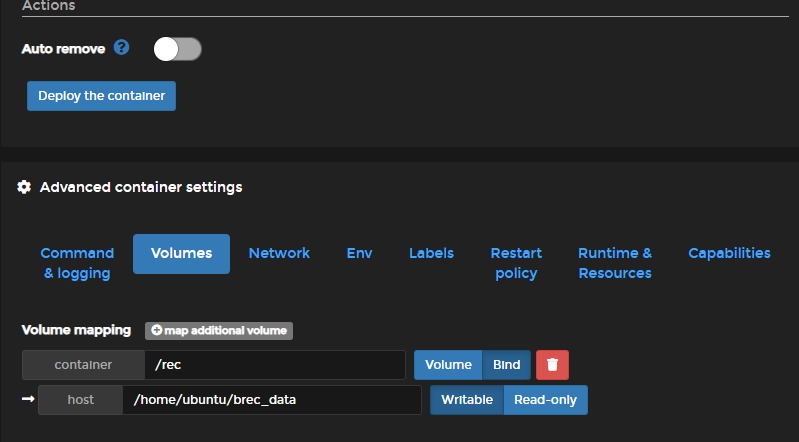 Actions
Auto remove
Deploy the container
Advanced container settings
Command & logging
Volumes
Network
Env
Labels
Restart policy
Runtime & Resources
Capabilities
Volume mapping
map additional volume
container
/rec
Volume
Bind
host
/home/ubuntu/brec_data
Writable
Read-only